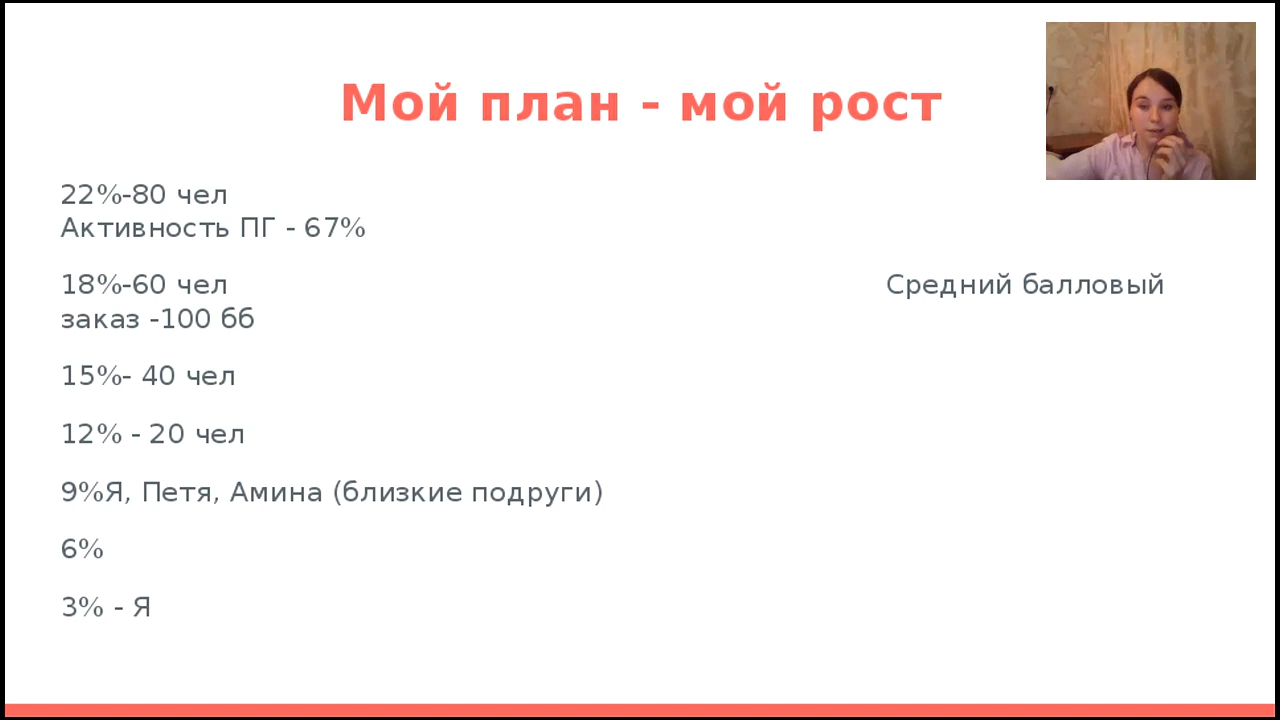 Мой план - мой рост
22%-80 чел
Активность ПГ - 67%
18%-60 чел Средний балловый
заказ -100 бб
15%- 40 чел
12% - 20 чел
9%Я, Петя, Амина (близкие подруги)
6%
3% - Я